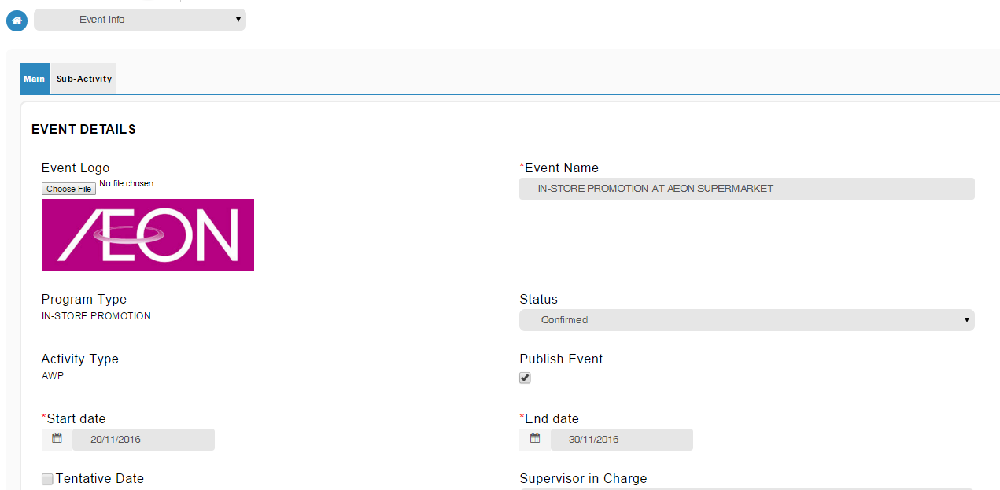 Event Info
Main Sub-Activity
EVENT DETAILS
Event Logo
Choose File No file chosen
AEON
*Event Name
IN-STORE PROMOTION AT AEON SUPERMARKET
Program Type
IN-STORE PROMOTION
Status
Confirmed
Activity Type
AWP
Publish Event
*Start date
20/11/2016
*End date
30/11/2016
Tentative Date
Supervisor in Charge